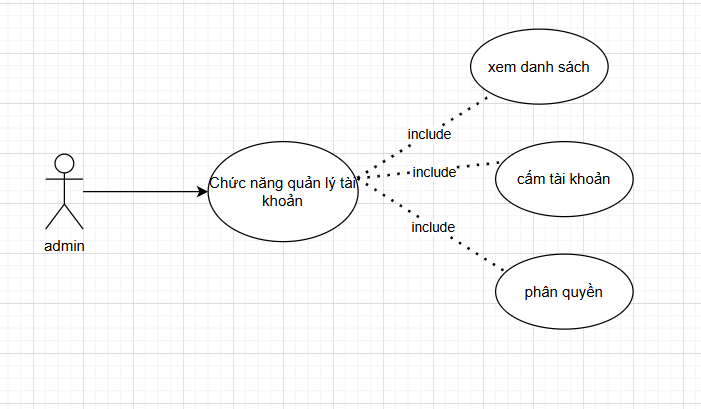 xem danh sách
include
Chức năng quản lý tài
khoản
include
cấm tài khoản
include
admin
phân quyền